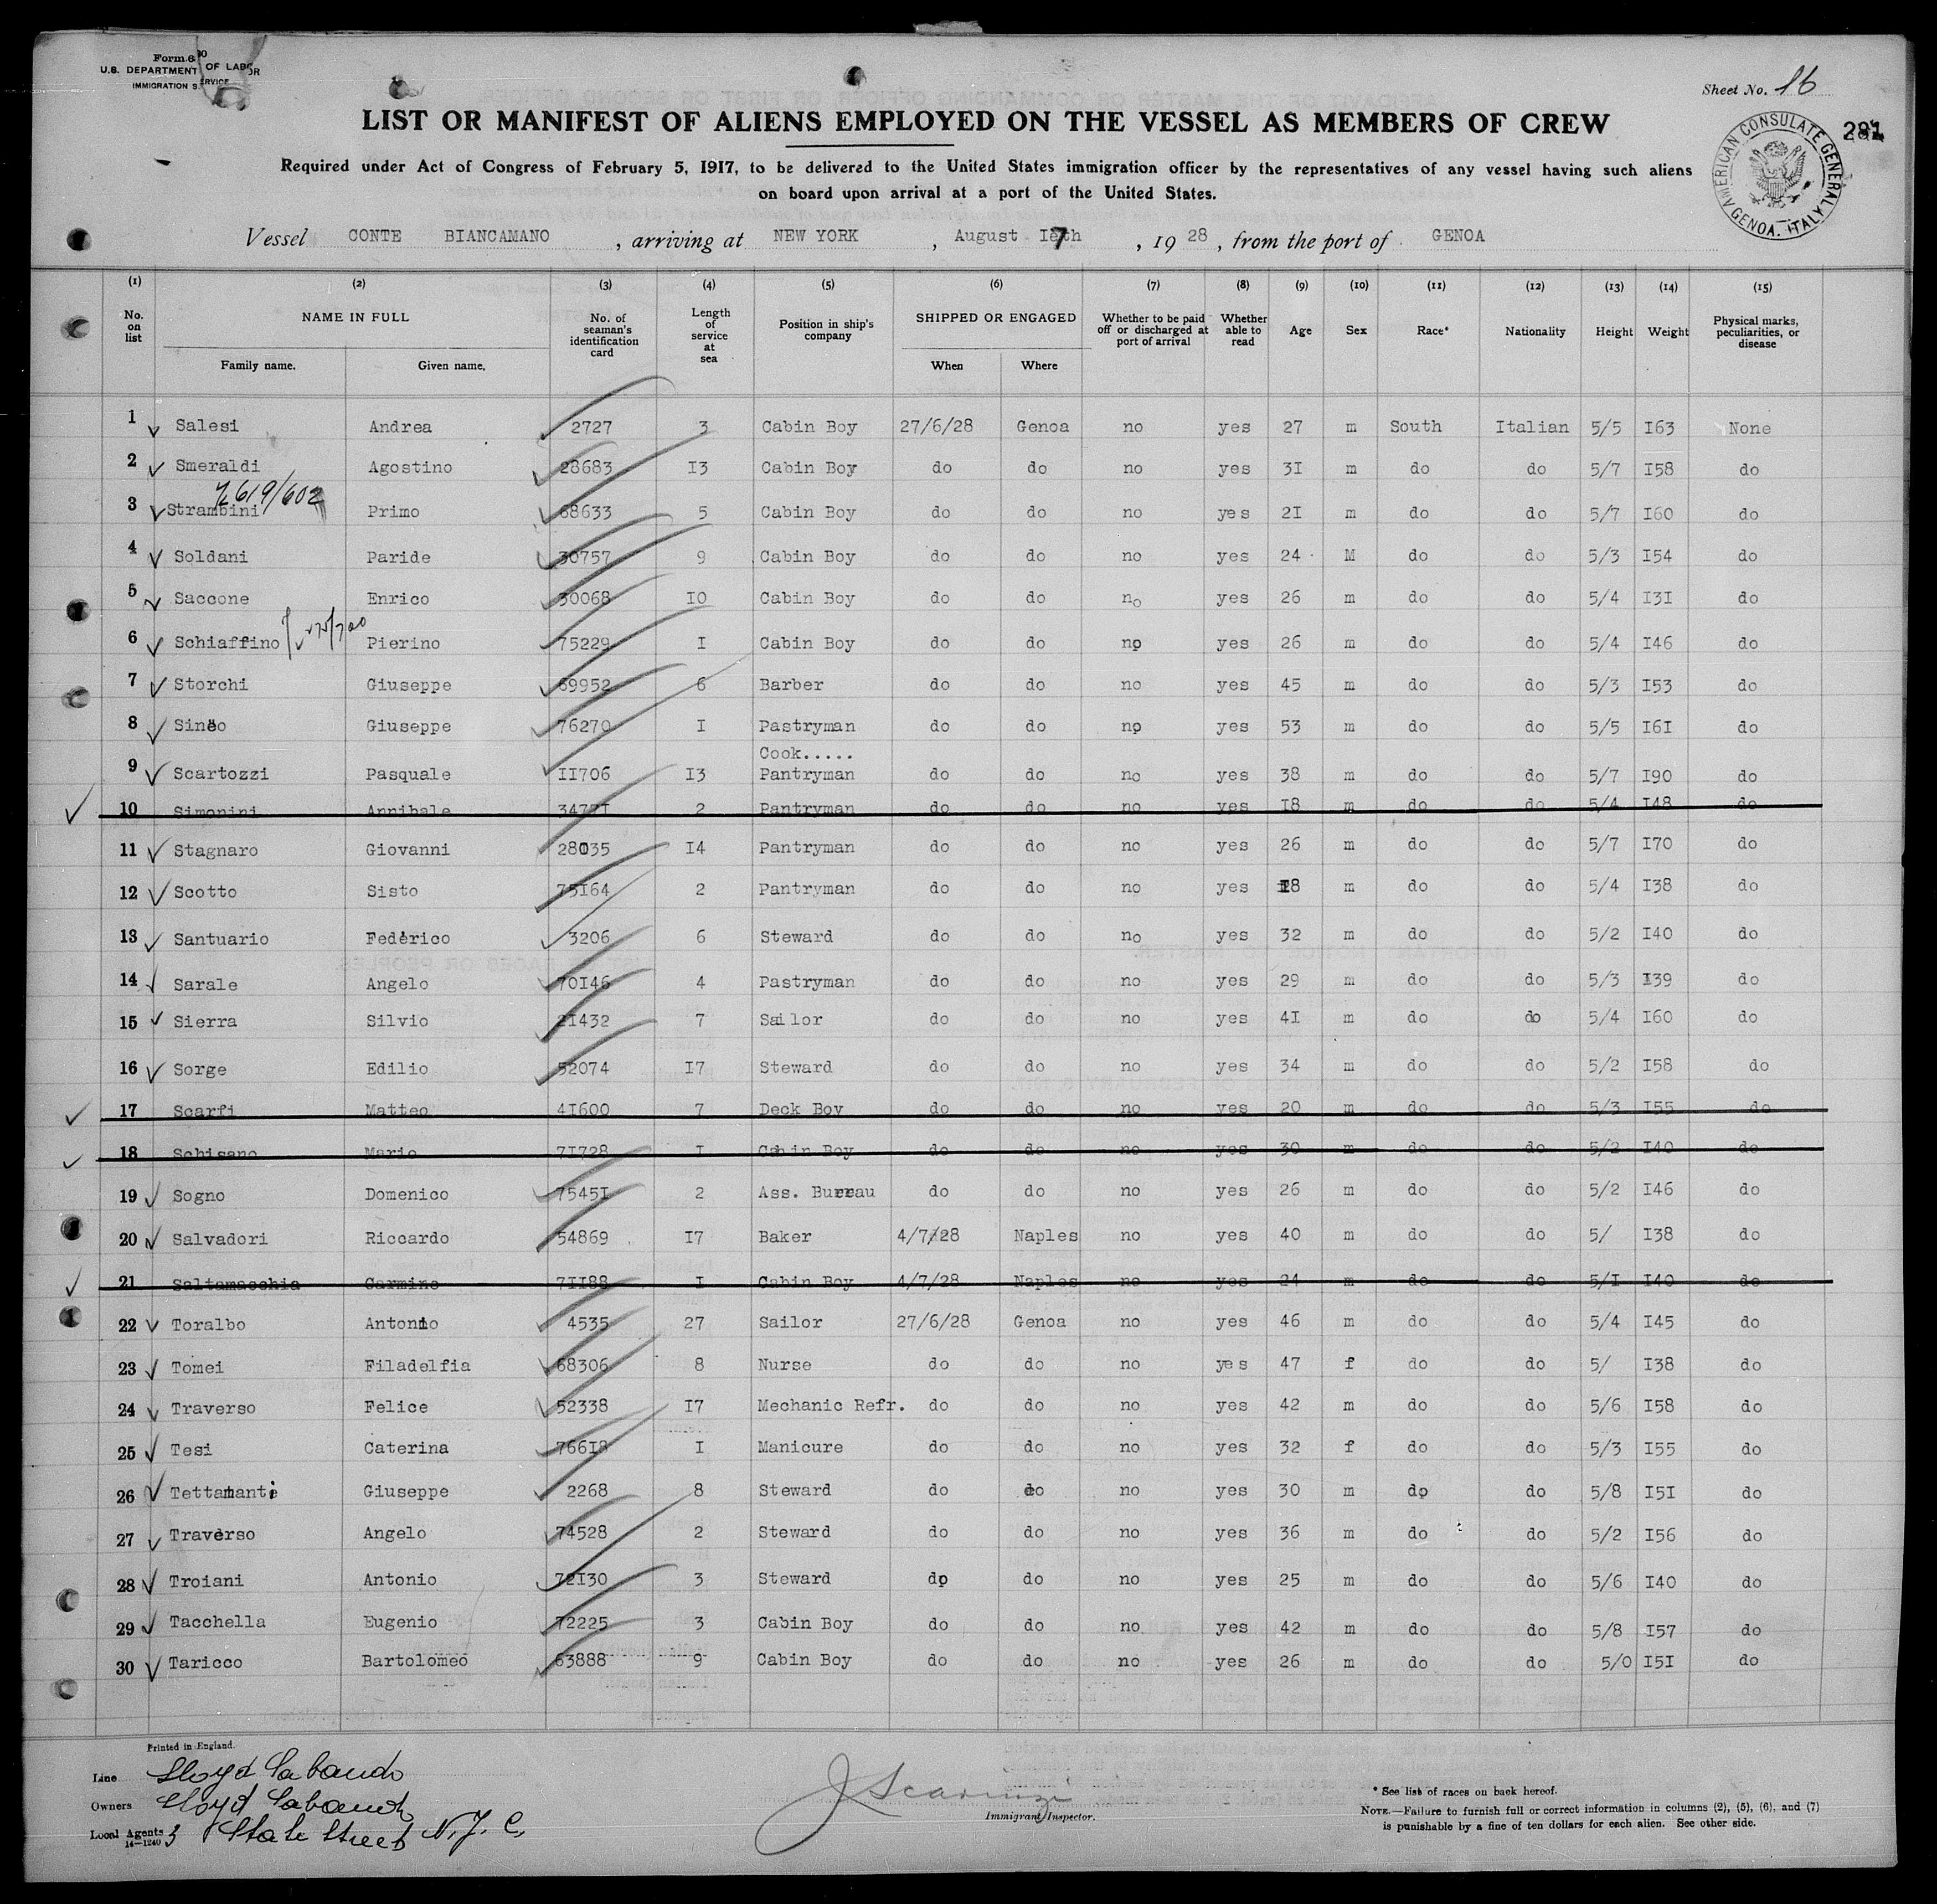 Form 6
U.S. DEPARTMENT OF LABOR
IMMIGRATION SERVICE
Sheet No. 16
281
AMERICAN CONSULATE GENERAL GENOA. ITALY
LIST OR MANIFEST OF ALIENS EMPLOYED ON THE VESSEL AS MEMBERS OF CREW
Required under Act of Congress of February 5, 1917, to be delivered to the United States immigration officer by the representatives of any vessel having such aliens
on board upon arrival at a port of the United States.
Vessel CONTE BIANCAMANO , arriving at NEW YORK , August I7th , 19 28 , from the port of GENOA
(1) (2) (3) (4) (5) (6) (7) (8) (9) (10) (11) (12) (13) (14) (15)
No. on list NAME IN FULL Family name. Given name. No. of seaman's identification card Length of service at sea Position in ship's company SHIPPED OR ENGAGED When Where Whether to be paid off or discharged at port of arrival Whether able to read Age Sex Race* Nationality Height Weight Physical marks, peculiarities, or disease
1 Salesi Andrea 2727 3 Cabin Boy 27/6/28 Genoa no yes 27 m South Italian 5/5 I63 None
2 Smeraldi Agostino 28683 I3 Cabin Boy do do no yes 3I m do do 5/7 I58 do
619/602
3 Strambini Primo 68633 5 Cabin Boy do do no yes 2I m do do 5/7 I60 do
4 Soldani Paride 30757 9 Cabin Boy do do no yes 24 M do do 5/3 I54 do
5 Saccone Enrico 30068 IO Cabin Boy do do no yes 26 m do do 5/4 I3I do
6 Schiaffino Pierino 75229 I Cabin Boy do do no yes 26 m do do 5/4 I46 do
7 Storchi Giuseppe 69952 6 Barber do do no yes 45 m do do 5/3 I53 do
8 Sineo Giuseppe 76270 I Pastryman do do no yes 53 m do do 5/5 I6I do
Cook.....
9 Scartozzi Pasquale II706 I3 Pantryman do do no yes 38 m do do 5/7 I90 do
10 Simonini Annibale 3477I 2 Pantryman do do no yes I8 m do do 5/4 I48 do
11 Stagnaro Giovanni 28035 I4 Pantryman do do no yes 26 m do do 5/7 I70 do
12 Scotto Sisto 75I64 2 Pantryman do do no yes 18 m do do 5/4 I38 do
13 Santuario Federico 3206 6 Steward do do no yes 32 m do do 5/2 I40 do
14 Sarale Angelo 70I46 4 Pastryman do do no yes 29 m do do 5/3 I39 do
15 Sierra Silvio 2I432 7 Sailor do do no yes 4I m do do 5/4 I60 do
16 Sorge Edilio 52074 I7 Steward do do no yes 34 m do do 5/2 I58 do
17 Scarfi Matteo 4I600 7 Deck Boy do do no yes 20 m do do 5/3 I55 do
18 Schisano Mario 7I728 I Cabin Boy do do no yes 30 m do do 5/2 I40 do
19 Sogno Domenico 7545I 2 Ass. Bureau do do no yes 26 m do do 5/2 I46 do
20 Salvadori Riccardo 54869 I7 Baker 4/7/28 Naples no yes 40 m do do 5/ I38 do
21 Saltamacchia Carmine 7II88 I Cabin Boy 4/7/28 Naples no yes 24 m do do 5/I I40 do
22 Toralbo Antonio 4535 27 Sailor 27/6/28 Genoa no yes 46 m do do 5/4 I45 do
23 Tomei Filadelfia 68306 8 Nurse do do no yes 47 f do do 5/ I38 do
24 Traverso Felice 52338 I7 Mechanic Refr. do do no yes 42 m do do 5/6 I58 do
25 Tesi Caterina 766I8 I Manicure do do no yes 32 f do do 5/3 I55 do
26 Tettamanti Giuseppe 2268 8 Steward do do no yes 30 m do do 5/8 I5I do
27 Traverso Angelo 74528 2 Steward do do no yes 36 m do do 5/2 I56 do
28 Troiani Antonio 72I30 3 Steward do do no yes 25 m do do 5/6 I40 do
29 Tacchella Eugenio 72225 3 Cabin Boy do do no yes 42 m do do 5/8 I57 do
30 Taricco Bartolomeo 63888 9 Cabin Boy do do no yes 26 m do do 5/0 I5I do
Printed in England.
Line Lloyd Sabaudo
Owners Lloyd Sabaudo
Local Agents 3 State Street N.Y.C.
14—1240
Immigrant Inspector.
* See list of races on back hereof.
NOTE.—Failure to furnish full or correct information in columns (2), (5), (6), and (7)
is punishable by a fine of ten dollars for each alien. See other side.